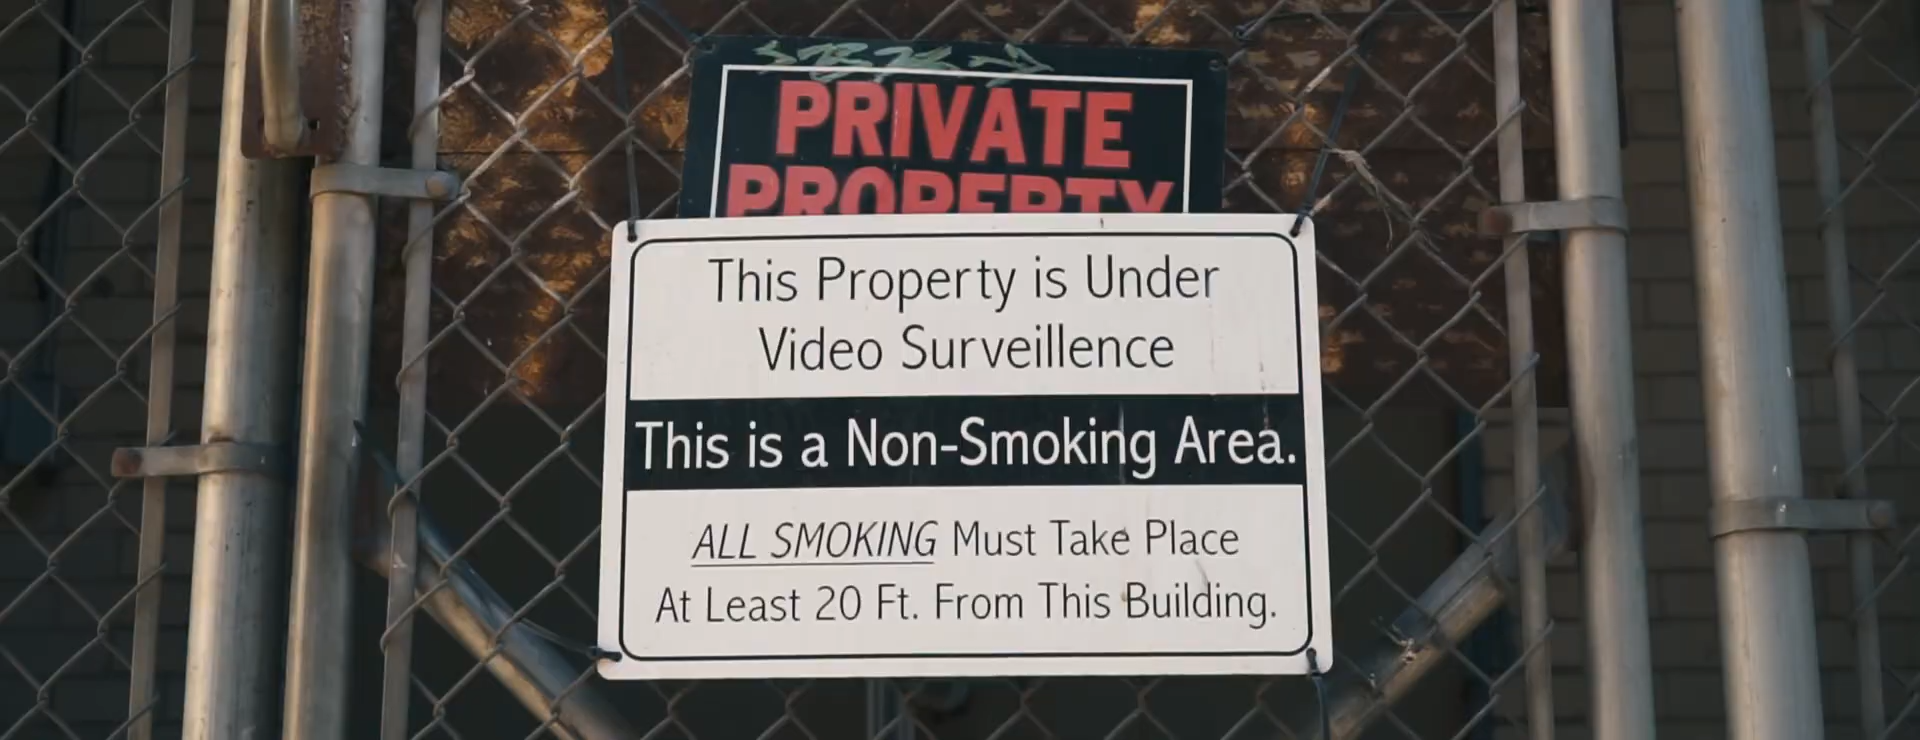 PRIVATE
PROPERTY
This Property is Under
Video Surveillence
This is a Non-Smoking Area.
ALL SMOKING Must Take Place
At Least 20 Ft. From This Building.